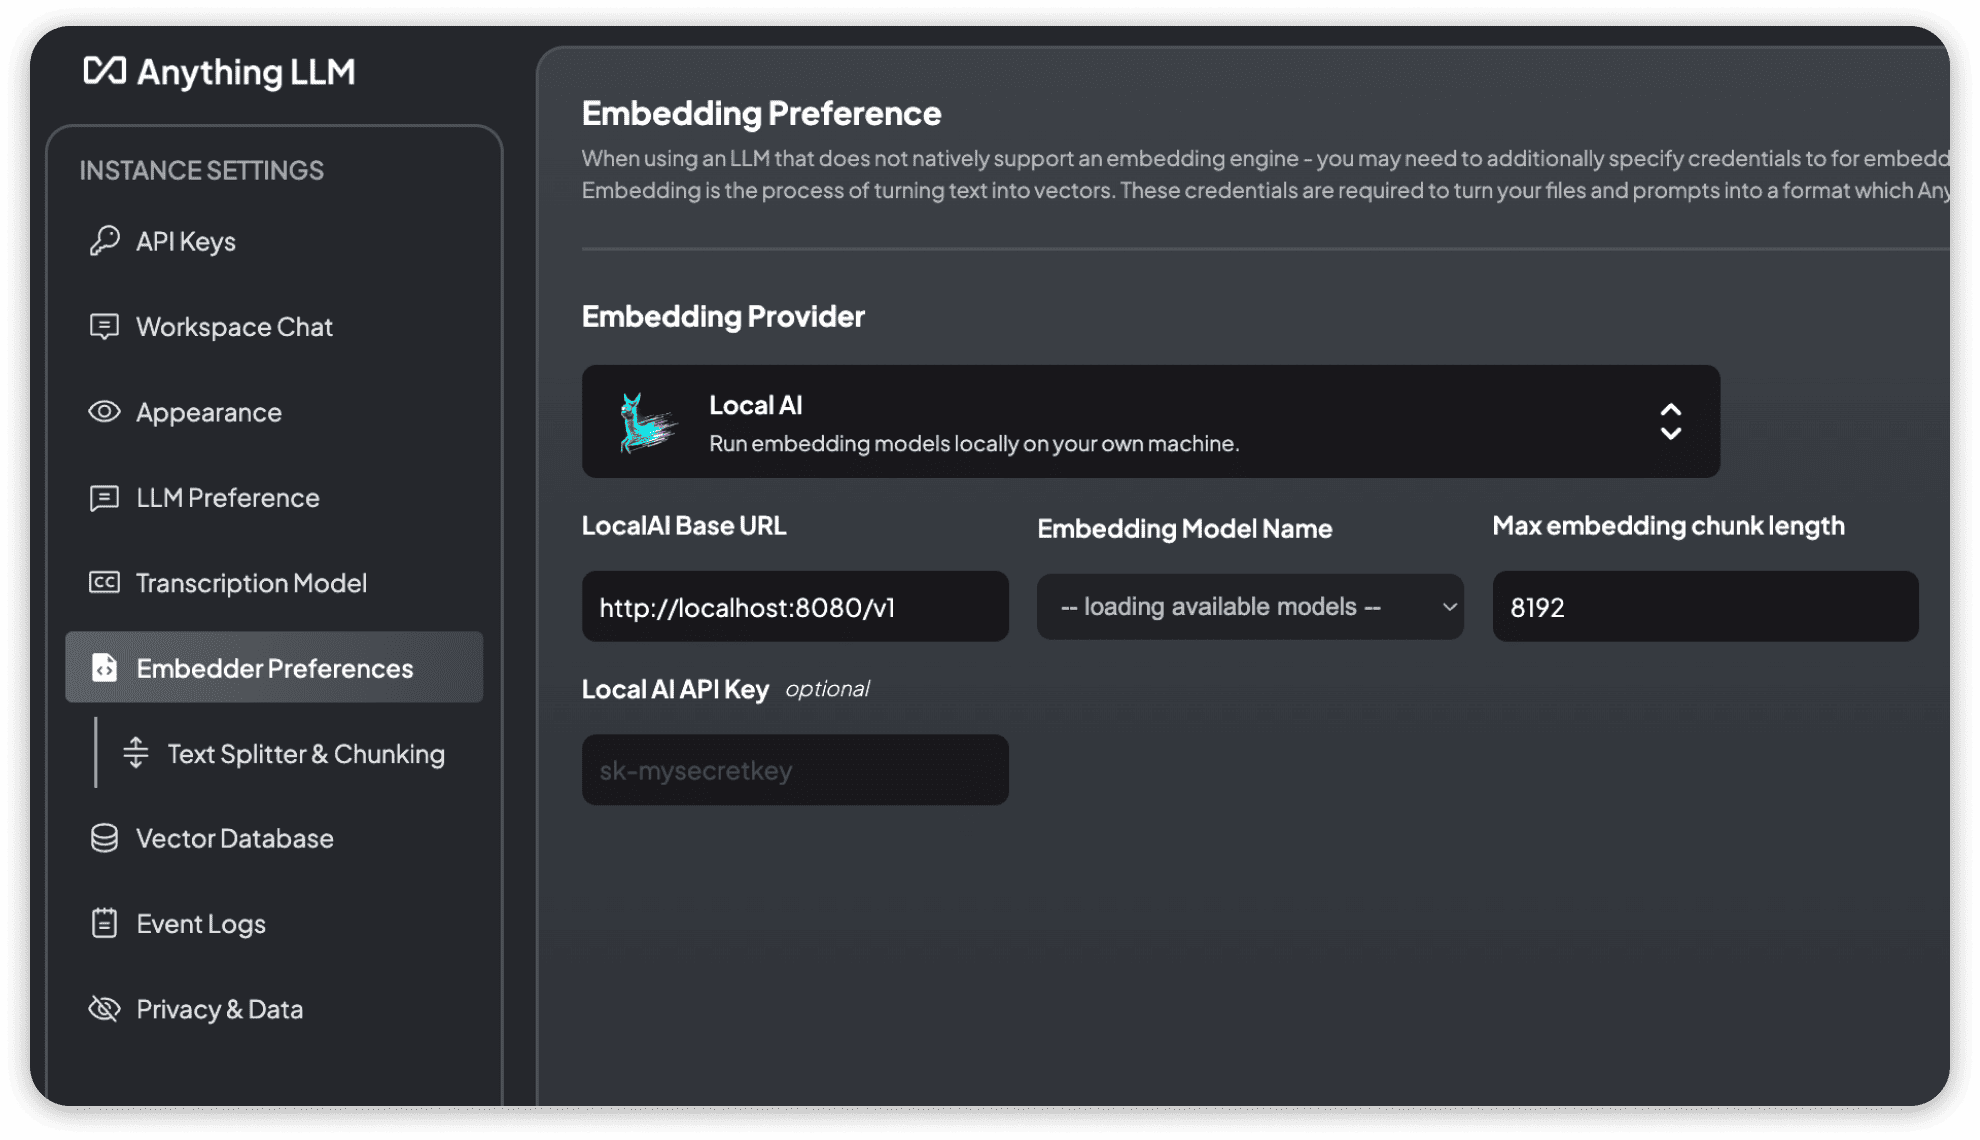 Anything LLM
INSTANCE SETTINGS
API Keys
Workspace Chat
Appearance
LLM Preference
Transcription Model
Embedder Preferences
Text Splitter & Chunking
Vector Database
Event Logs
Privacy & Data
Embedding Preference
When using an LLM that does not natively support an embedding engine - you may need to additionally specify credentials to for embedd
Embedding is the process of turning text into vectors. These credentials are required to turn your files and prompts into a format which Any
Embedding Provider
Local AI
Run embedding models locally on your own machine.
LocalAI Base URL
Embedding Model Name
Max embedding chunk length
http://localhost:8080/v1
-- loading available models --
8192
Local AI API Key optional
sk-mysecretkey